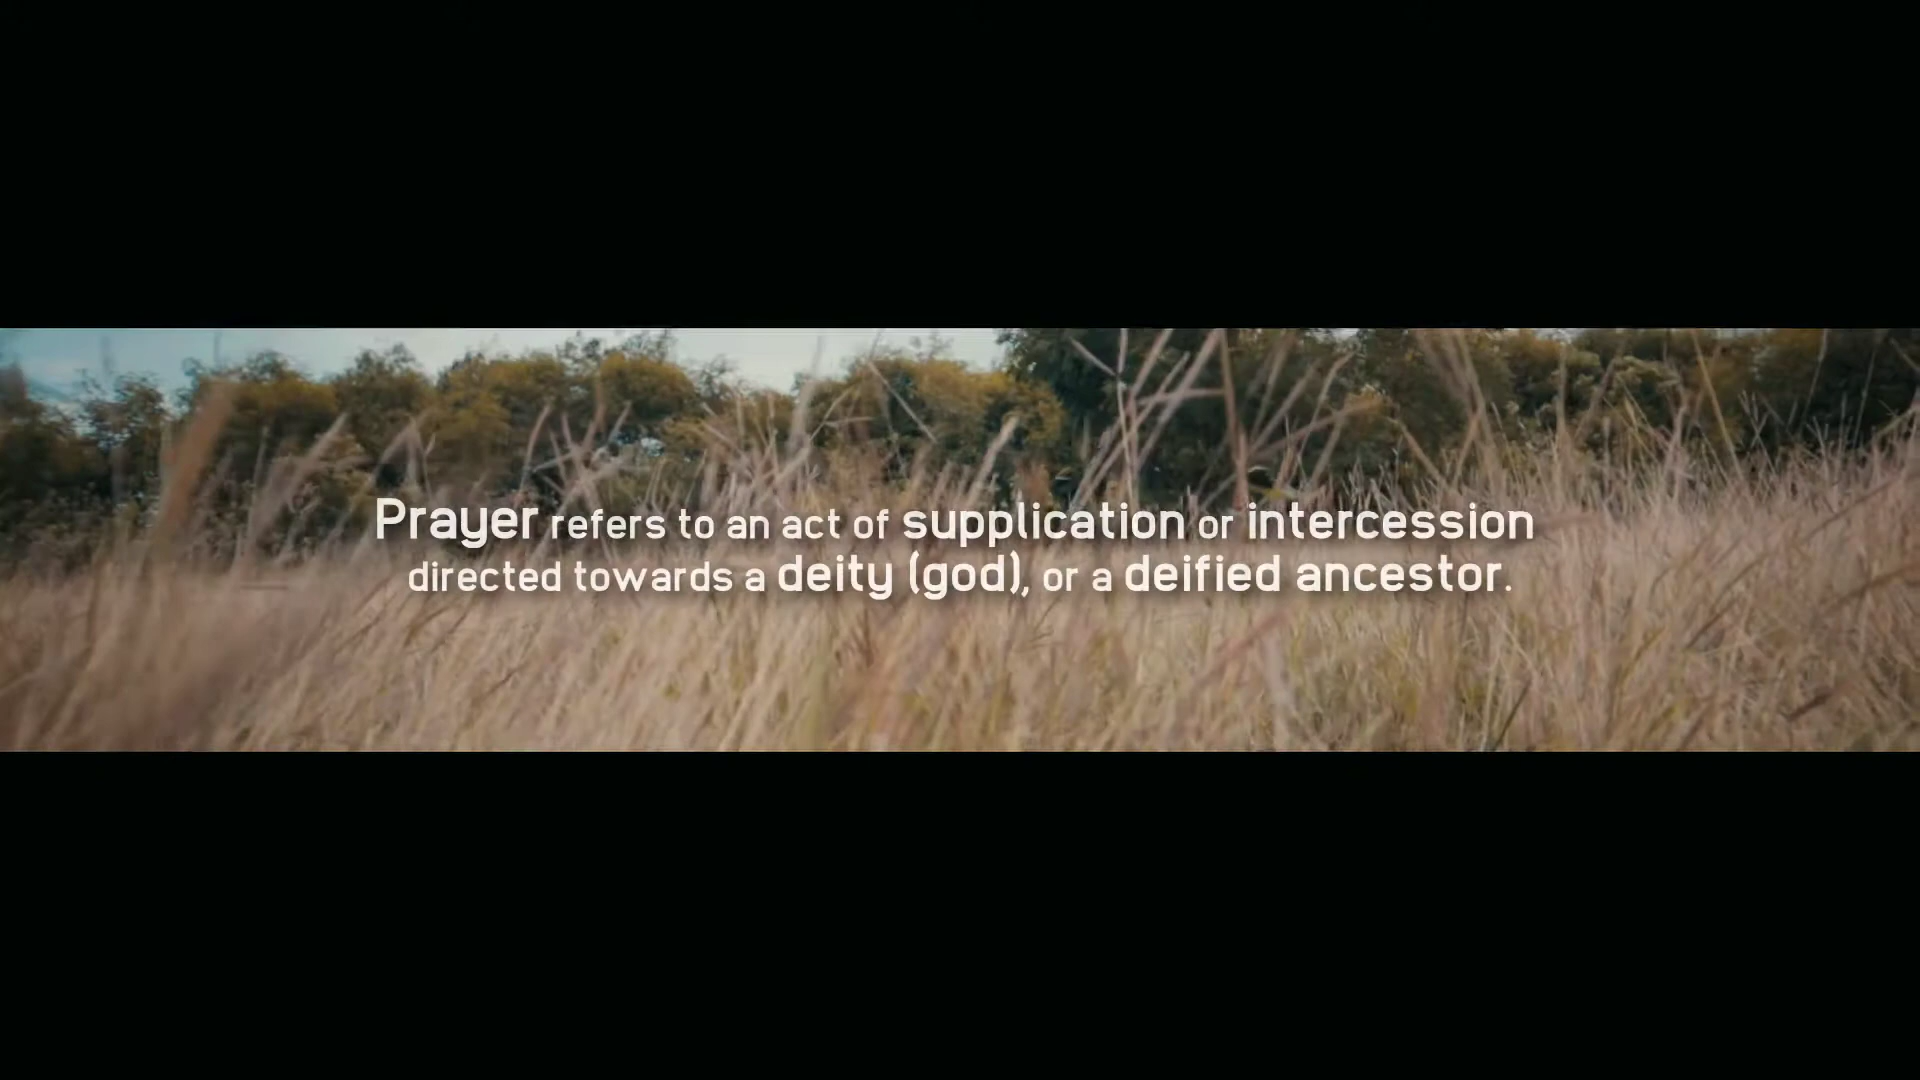 Prayer refers to an act of supplication or intercession
directed towards a deity (god), or a deified ancestor.